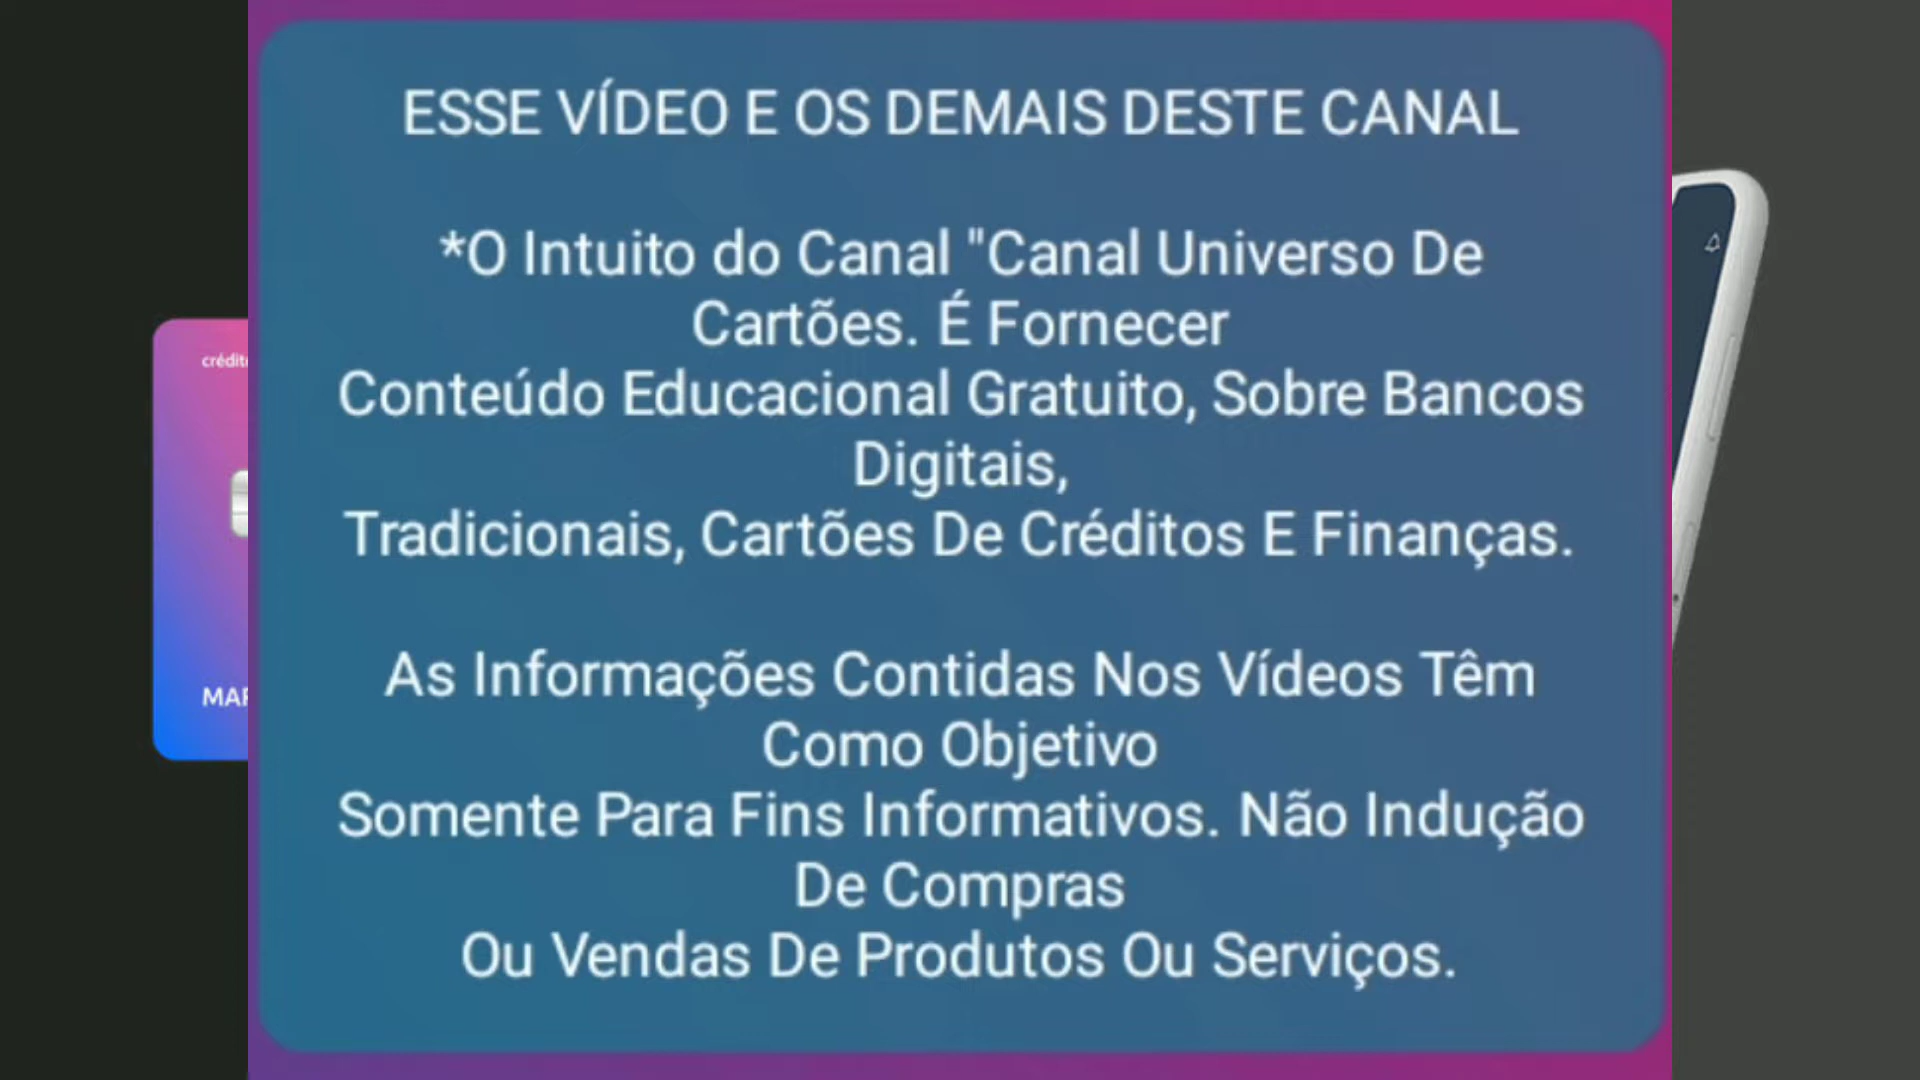 ESSE VÍDEO E OS DEMAIS DESTE CANAL
*O Intuito do Canal "Canal Universo De
Cartões. É Fornecer
Conteúdo Educacional Gratuito, Sobre Bancos
Digitais,
Tradicionais, Cartões De Créditos E Finanças.
As Informações Contidas Nos Vídeos Têm
Como Objetivo
Somente Para Fins Informativos. Não Indução
De Compras
Ou Vendas De Produtos Ou Serviços.